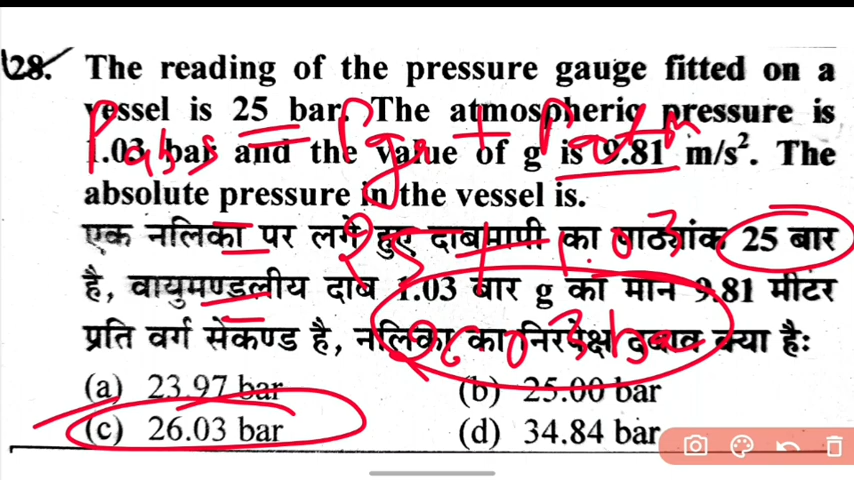 128. The reading of the pressure gauge fitted on a
vessel is 25 bar. The atmospheric pressure is
1.03 bar and the value of g is 9.81 m/s². The
absolute pressure in the vessel is.
एक नलिका पर लगे हुए दाबमापी का पाठ्यांक 25 बार
है, वायुमण्डलीय दाब 1.03 बार g का मान 9.81 मीटर
प्रति वर्ग सेकण्ड है, नलिका का निरपेक्ष दबाव क्या है:
(a) 23.97 bar (b) 25.00 bar
(c) 26.03 bar (d) 34.84 bar
Pabs = Pga + Patm
25 + 1.03
26.03 bar